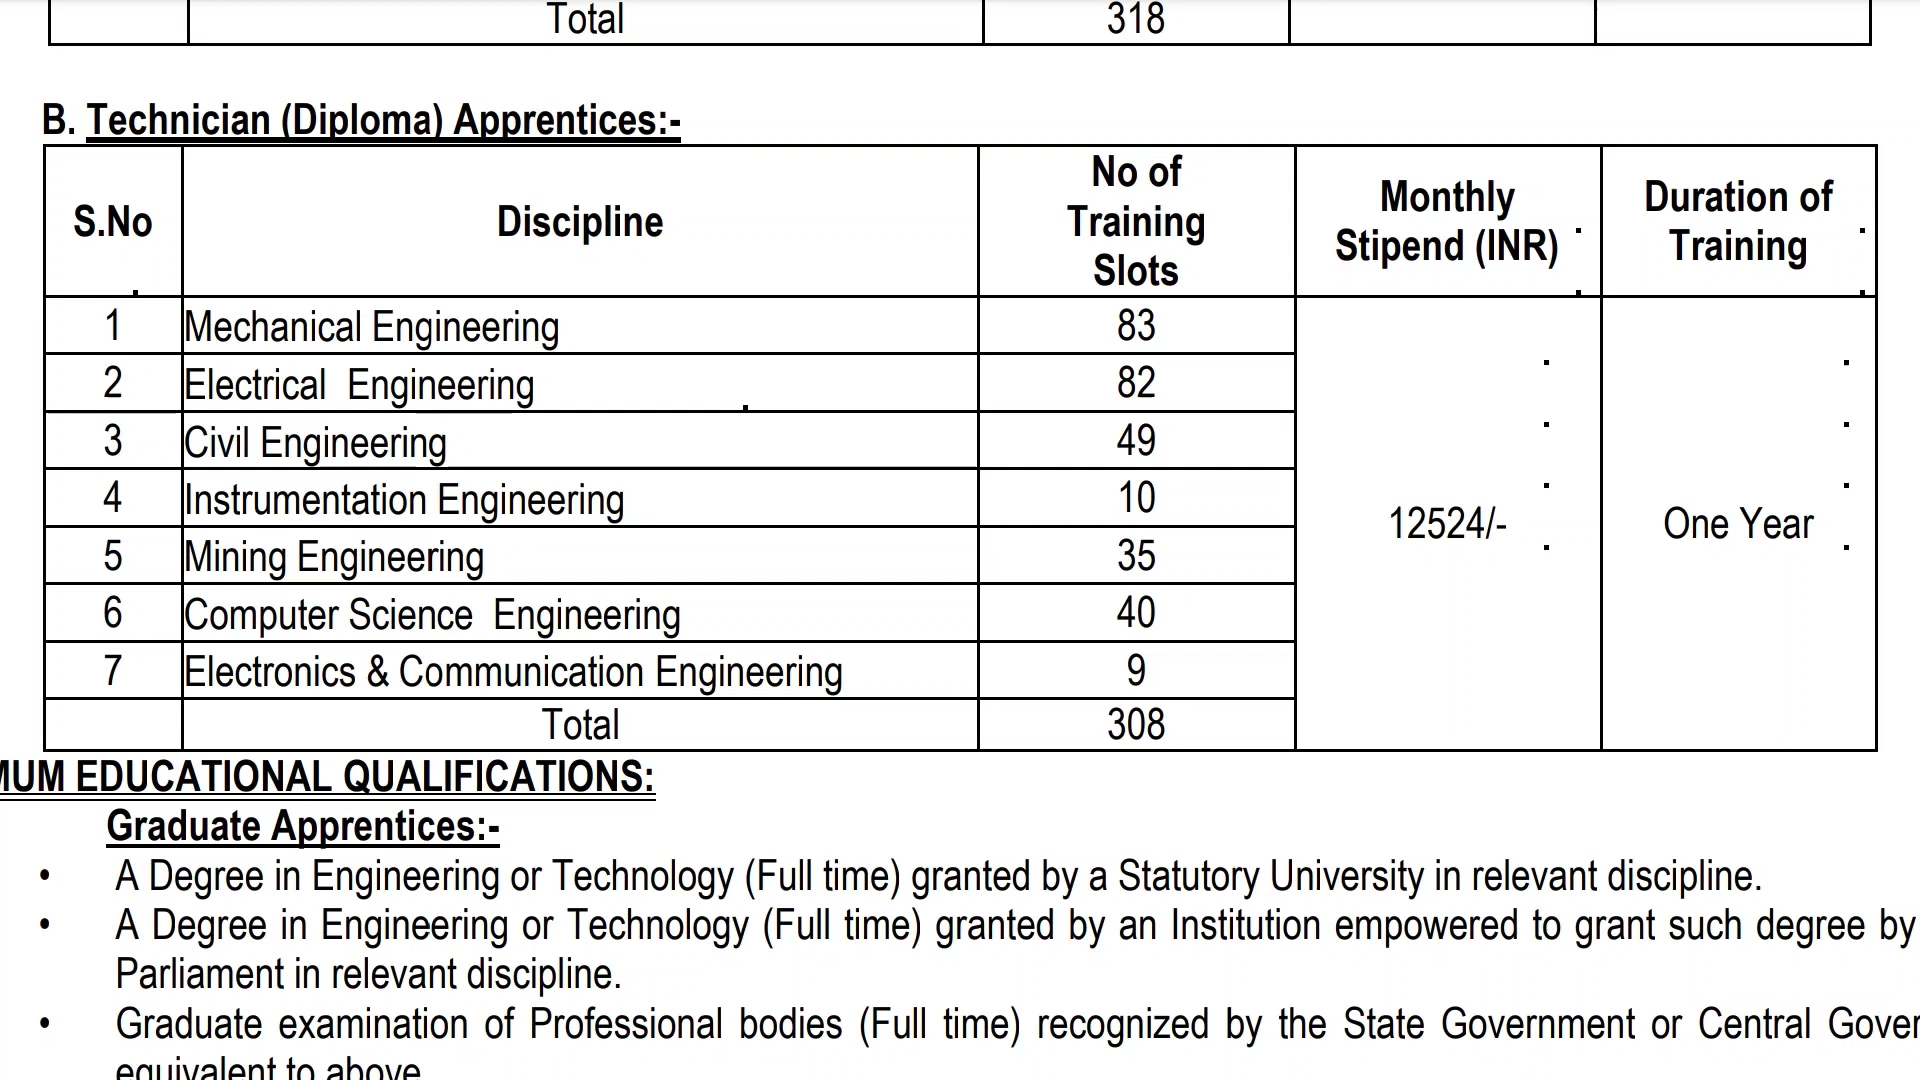 Total 318
B. Technician (Diploma) Apprentices:-
S.No Discipline No of Training Slots Monthly Stipend (INR) Duration of Training
1 Mechanical Engineering 83
2 Electrical Engineering 82
3 Civil Engineering 49
4 Instrumentation Engineering 10
12524/- One Year
5 Mining Engineering 35
6 Computer Science Engineering 40
7 Electronics & Communication Engineering 9
Total 308
MUM EDUCATIONAL QUALIFICATIONS:
Graduate Apprentices:-
• A Degree in Engineering or Technology (Full time) granted by a Statutory University in relevant discipline.
• A Degree in Engineering or Technology (Full time) granted by an Institution empowered to grant such degree by
Parliament in relevant discipline.
• Graduate examination of Professional bodies (Full time) recognized by the State Government or Central Gover
equivalent to above